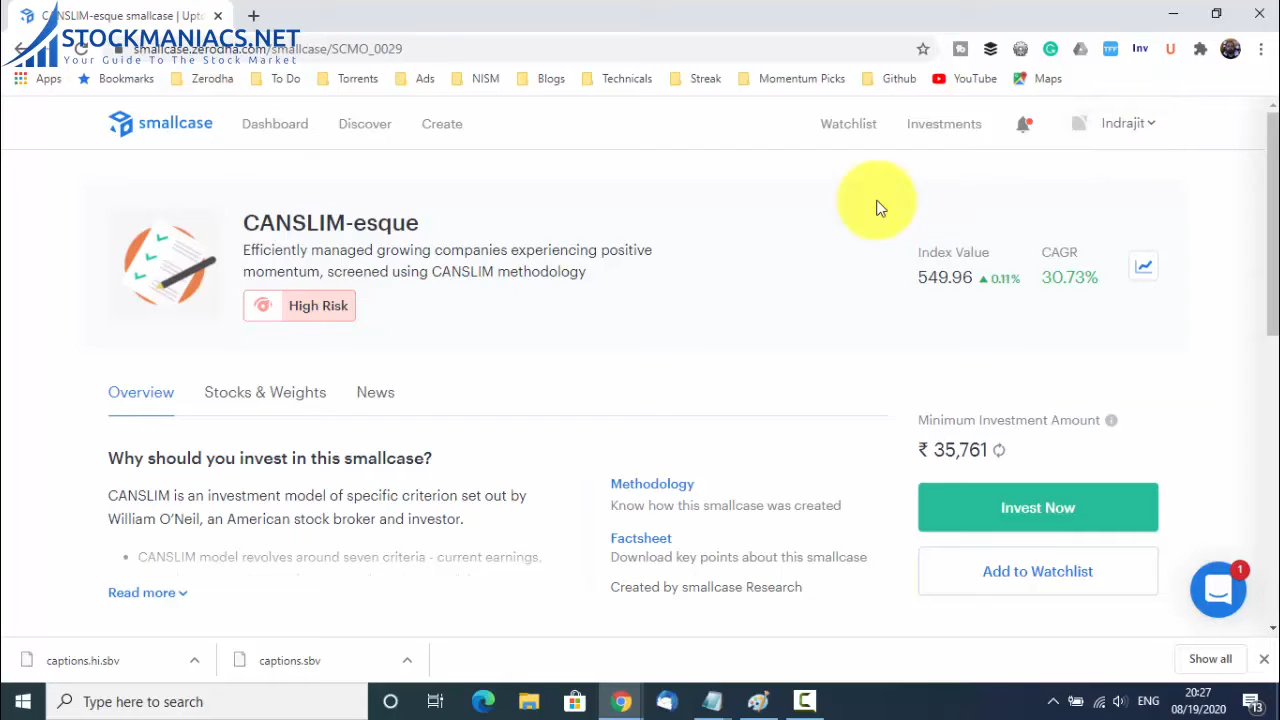 CANSLIM-esque smallcase | Upto
STOCKMANIACS.NET
Your Guide To The Stock Market
smallcase.zerodha.com/smallcase/SCMO_0029
Inv
Apps
Bookmarks
Zerodha
To Do
Torrents
Ads
NISM
Blogs
Technicals
Streak
Momentum Picks
Github
YouTube
Maps
smallcase
Dashboard
Discover
Create
Watchlist
Investments
Indrajit
CANSLIM-esque
Efficiently managed growing companies experiencing positive
momentum, screened using CANSLIM methodology
High Risk
Index Value
CAGR
549.96 ▲ 0.11%
30.73%
Overview
Stocks & Weights
News
Minimum Investment Amount
₹ 35,761
Why should you invest in this smallcase?
CANSLIM is an investment model of specific criterion set out by
William O’Neil, an American stock broker and investor.
• CANSLIM model revolves around seven criteria - current earnings,
Read more
Methodology
Know how this smallcase was created
Factsheet
Download key points about this smallcase
Created by smallcase Research
Invest Now
Add to Watchlist
1
captions.hi.sbv
captions.sbv
Show all
Type here to search
ENG
20:27
08/19/2020
13